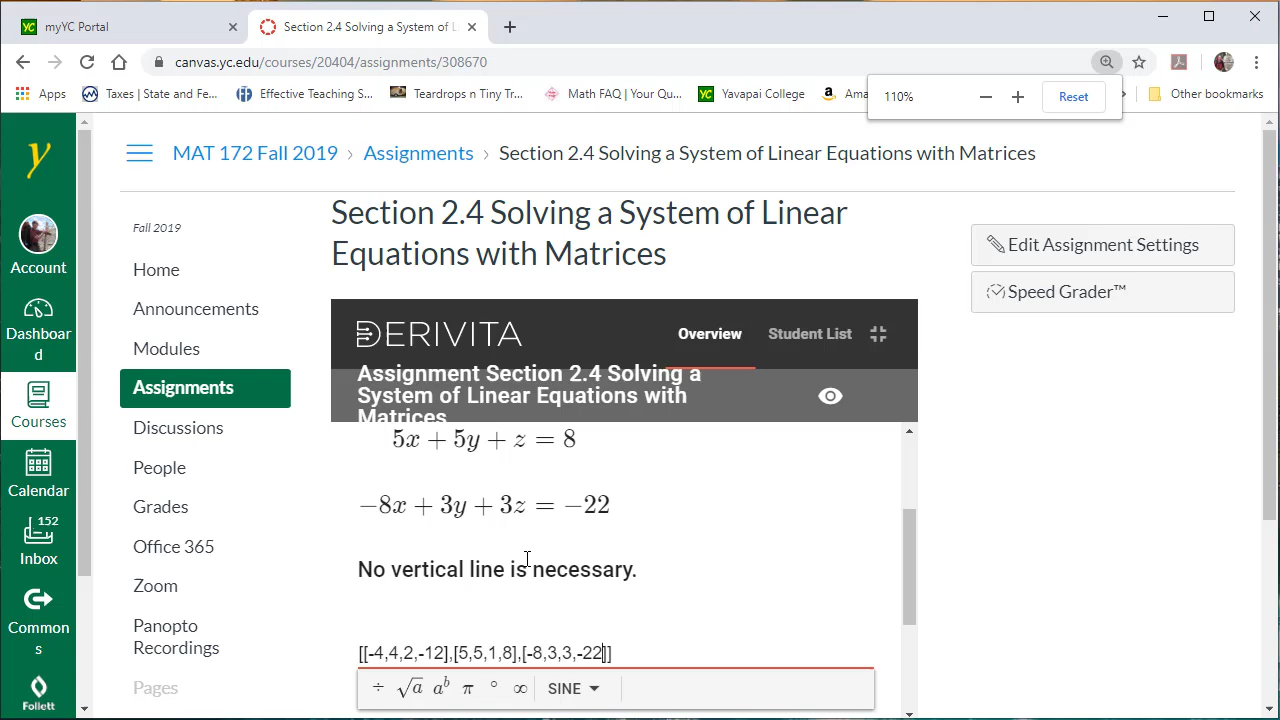 myYC Portal
Section 2.4 Solving a System of L
canvas.yc.edu/courses/20404/assignments/308670
Apps
Taxes | State and Fe...
Effective Teaching S...
Teardrops n Tiny Tr...
Math FAQ | Your Qu...
YC Yavapai College
Ama
Other bookmarks
110%
Reset
y
Account
Dashboar
d
Courses
Calendar
152
Inbox
Common
s
Follett
MAT 172 Fall 2019 › Assignments › Section 2.4 Solving a System of Linear Equations with Matrices
Fall 2019
Home
Announcements
Modules
Assignments
Discussions
People
Grades
Office 365
Zoom
Panopto
Recordings
Pages
Section 2.4 Solving a System of Linear
Equations with Matrices
Edit Assignment Settings
Speed Grader™
DERIVITA
Overview
Student List
Assignment Section 2.4 Solving a
System of Linear Equations with
Matrices
5x + 5y + z = 8
−8x + 3y + 3z = −22
No vertical line is necessary.
[[-4,4,2,-12],[5,5,1,8],[-8,3,3,-22]]
÷ √a a^b π ° ∞ SINE